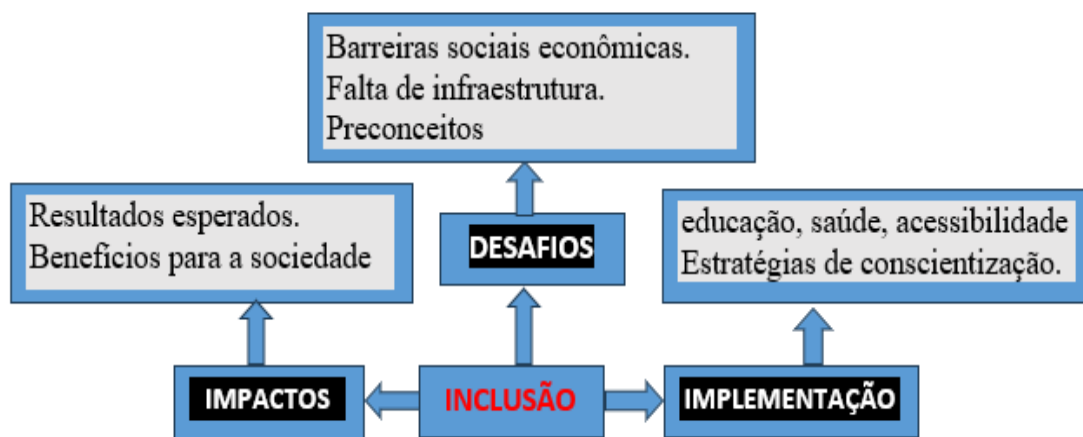 Barreiras sociais econômicas.
Falta de infraestrutura.
Preconceitos
Resultados esperados.
Benefícios para a sociedade
DESAFIOS
educação, saúde, acessibilidade
Estratégias de conscientização.
IMPACTOS
INCLUSÃO
IMPLEMENTAÇÃO